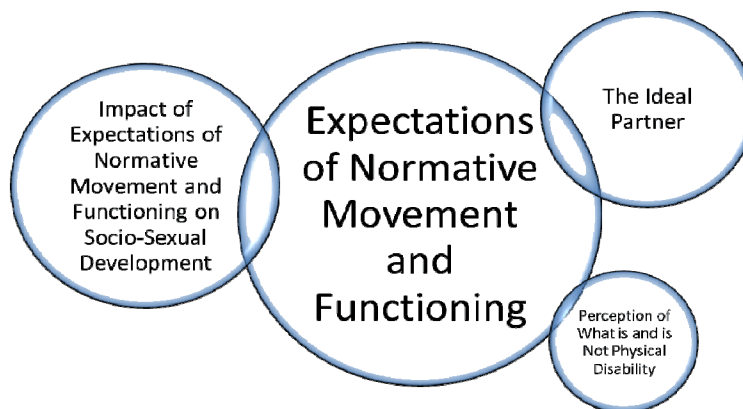 Impact of
Expectations of
Normative
Movement and
Functioning on
Socio-Sexual
Development
Expectations
of Normative
Movement
and
Functioning
The Ideal
Partner
Perception of
What is and is
Not Physical
Disability